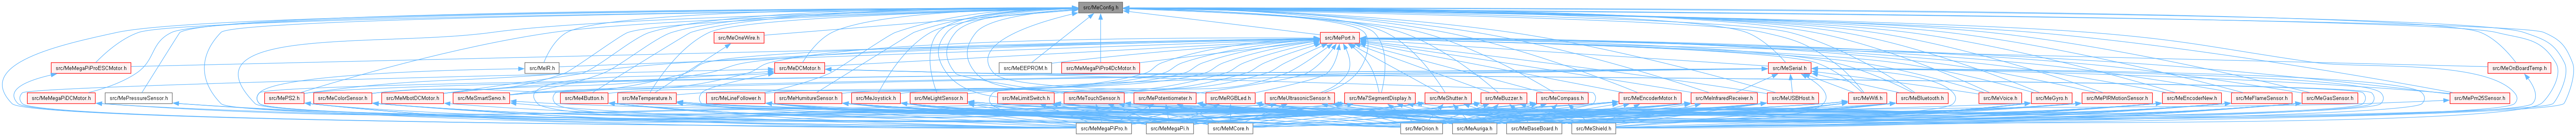 src/MeConfig.h
src/MeOneWire.h
src/MePort.h
src/MeMegaPiProESCMotor.h
src/MeIR.h
src/MeDCMotor.h
src/MeEEPROM.h
src/MeMegaPiPro4DcMotor.h
src/MeSerial.h
src/MeOnBoardTemp.h
src/MeMegaPiDCMotor.h
src/MePressureSensor.h
src/MePS2.h
src/MeColorSensor.h
src/MeMbotDCMotor.h
src/MeSmartServo.h
src/Me4Button.h
src/MeTemperature.h
src/MeLineFollower.h
src/MeHumitureSensor.h
src/MeJoystick.h
src/MeLightSensor.h
src/MeLimitSwitch.h
src/MeTouchSensor.h
src/MePotentiometer.h
src/MeRGBLed.h
src/MeUltrasonicSensor.h
src/Me7SegmentDisplay.h
src/MeShutter.h
src/MeBuzzer.h
src/MeCompass.h
src/MeEncoderMotor.h
src/MeInfraredReceiver.h
src/MeUSBHost.h
src/MeWifi.h
src/MeBluetooth.h
src/MeVoice.h
src/MeGyro.h
src/MePIRMotionSensor.h
src/MeEncoderNew.h
src/MeFlameSensor.h
src/MeGasSensor.h
src/MePm25Sensor.h
src/MeMegaPiPro.h
src/MeMegaPi.h
src/MeMCore.h
src/MeOrion.h
src/MeAuriga.h
src/MeBaseBoard.h
src/MeShield.h